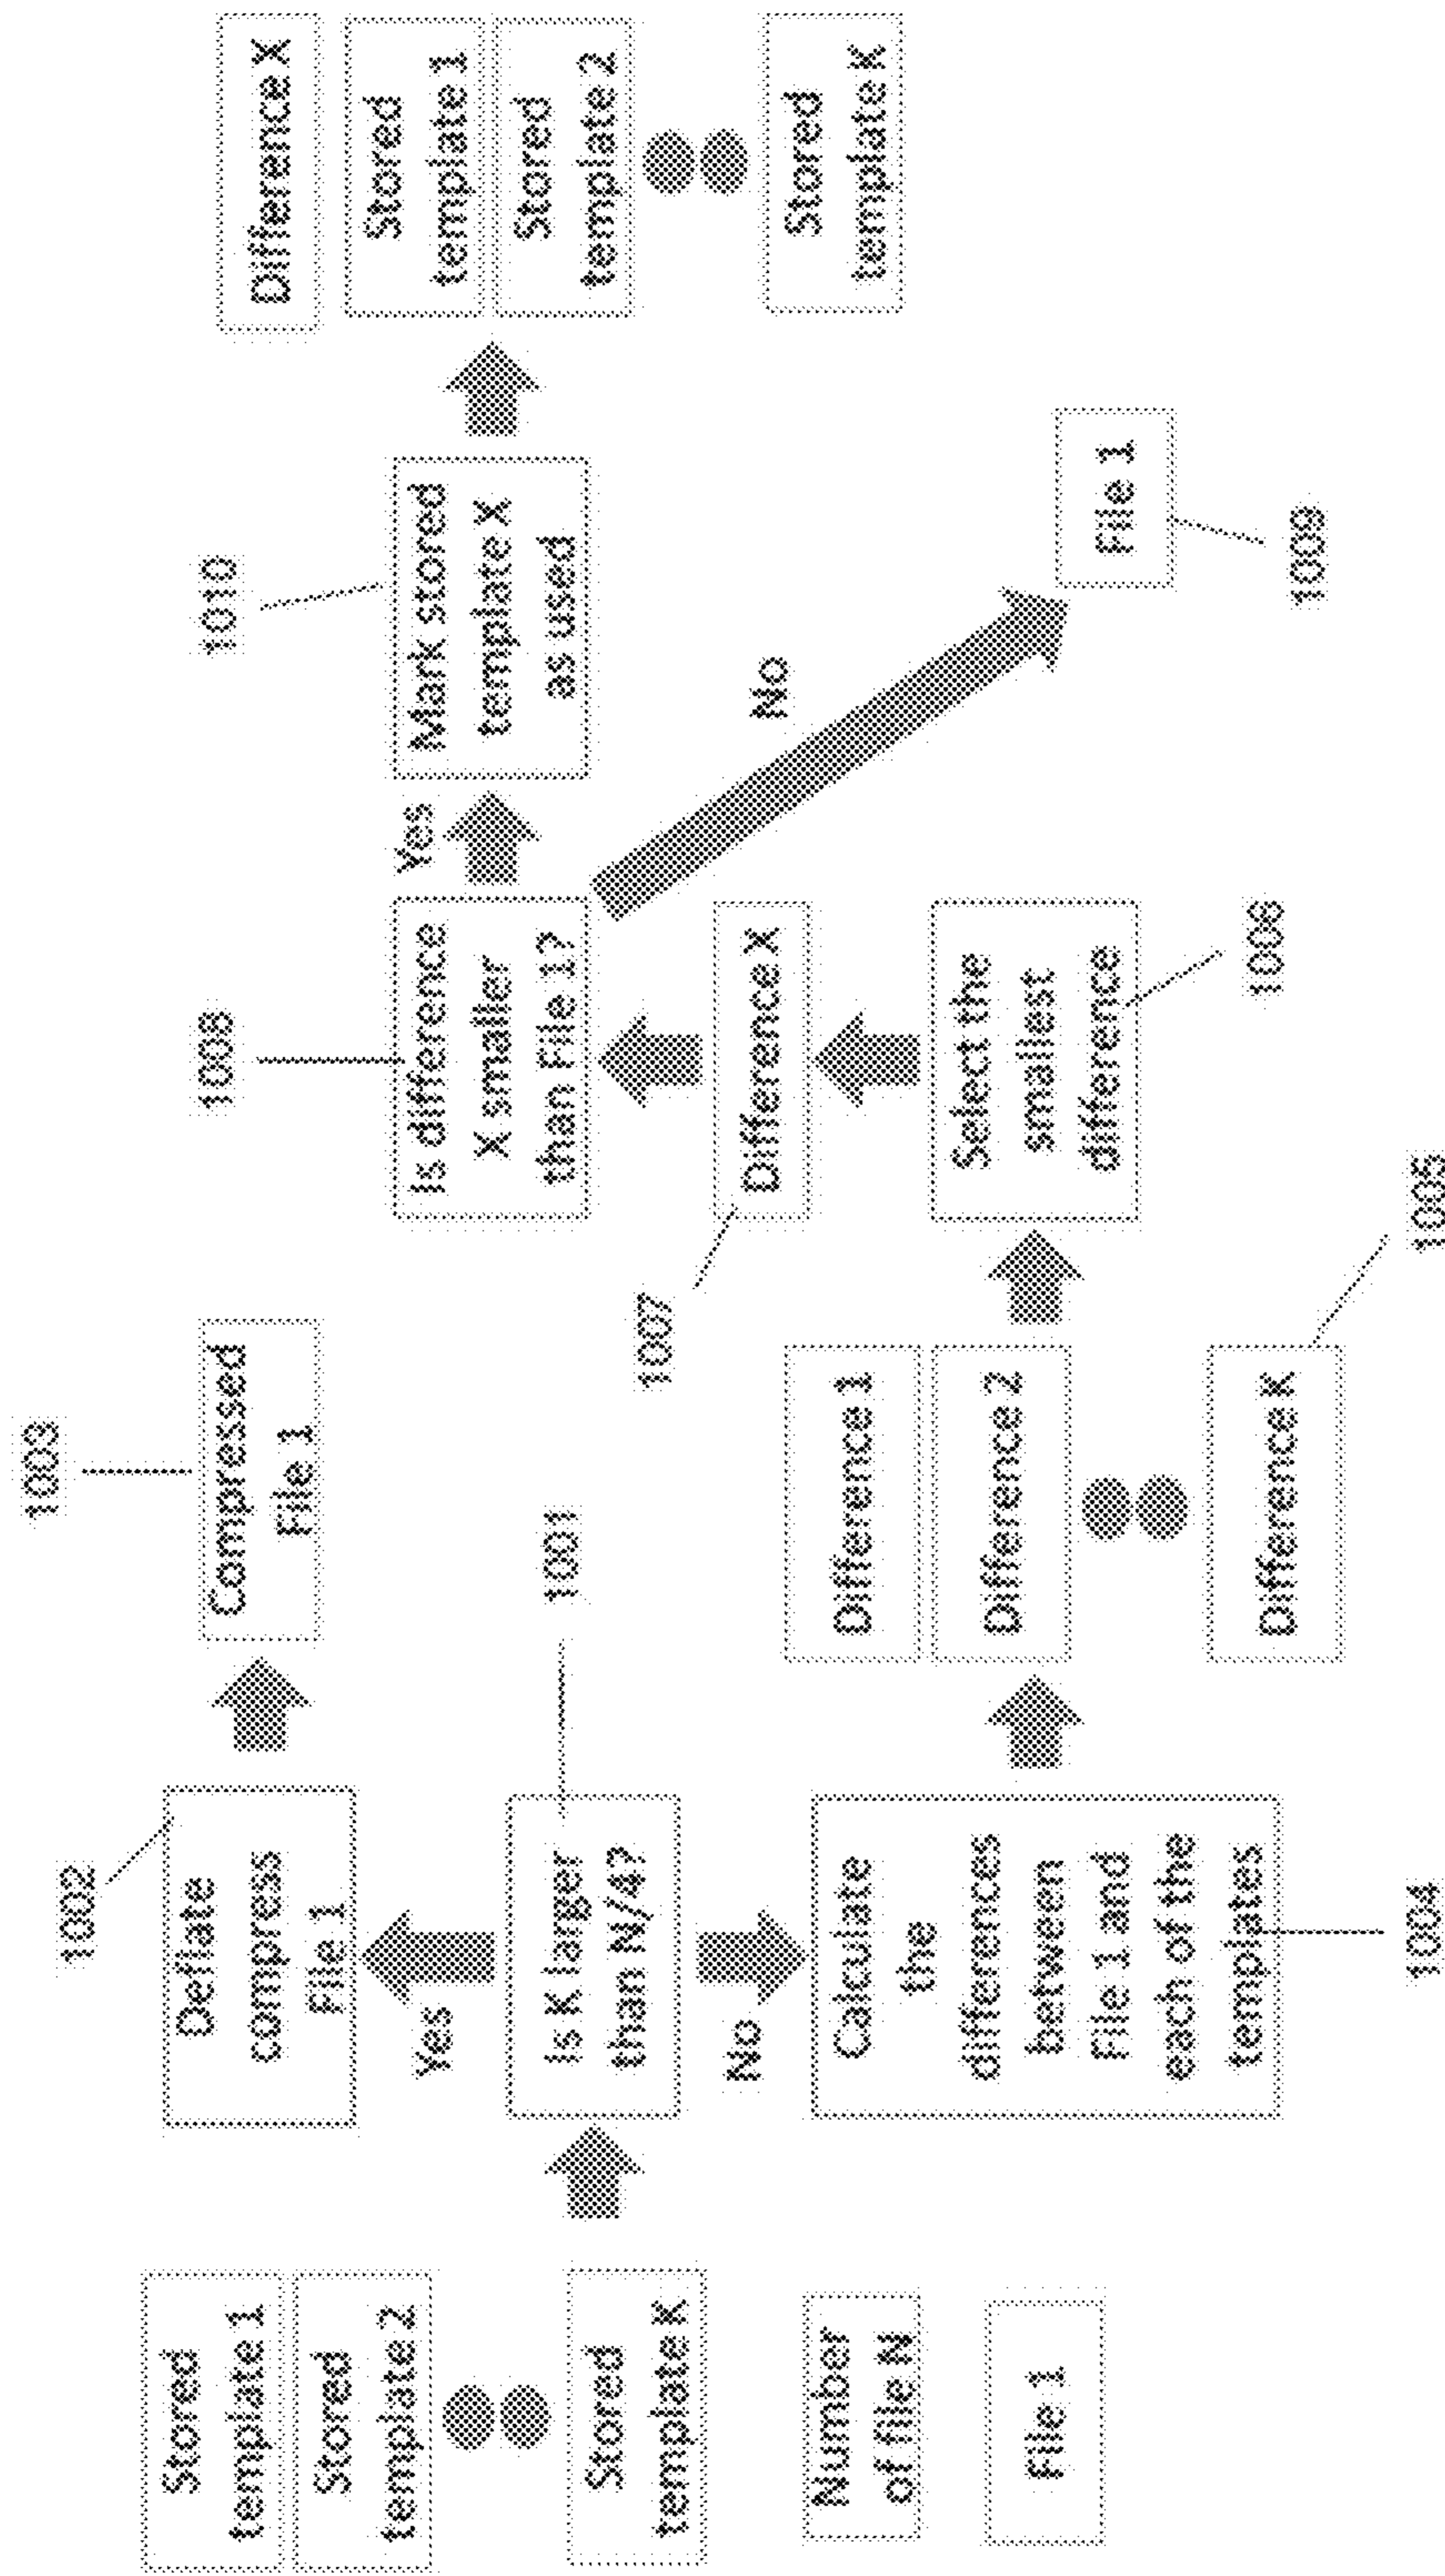 Stored
template 1
Stored
template 2
Stored
template K
Number
of file N
File 1
1002
Deflate
compress
File 1
Yes
Is K larger
than N/4?
No
Calculate
the
differences
between
File 1 and
each of the
templates
1004
1003
Compressed
File 1
1001
Difference 1
Difference 2
Difference K
1005
1007
1008
Is difference
X smaller
than File 1?
Difference X
Select the
smallest
difference
1006
Yes
No
1010
Mark stored
template X
as used
File 1
1009
Difference X
Stored
template 1
Stored
template 2
Stored
template K